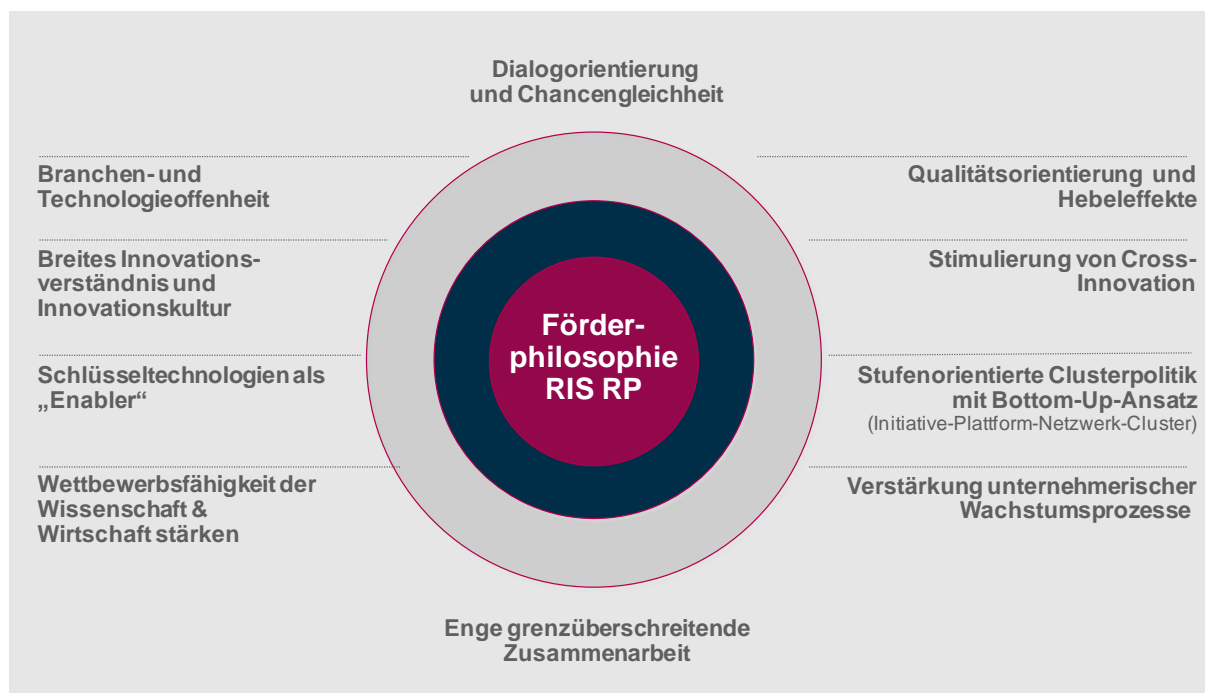 Dialogorientierung
und Chancengleichheit
Branchen- und
Technologieoffenheit
Breites Innovations-
verständnis und
Innovationskultur
Schlüsseltechnologien als
„Enabler“
Wettbewerbsfähigkeit der
Wissenschaft &
Wirtschaft stärken
Förder-
philosophie
RIS RP
Qualitätsorientierung und
Hebeleffekte
Stimulierung von Cross-
Innovation
Stufenorientierte Clusterpolitik
mit Bottom-Up-Ansatz
(Initiative-Plattform-Netzwerk-Cluster)
Verstärkung unternehmerischer
Wachstumsprozesse
Enge grenzüberschreitende
Zusammenarbeit